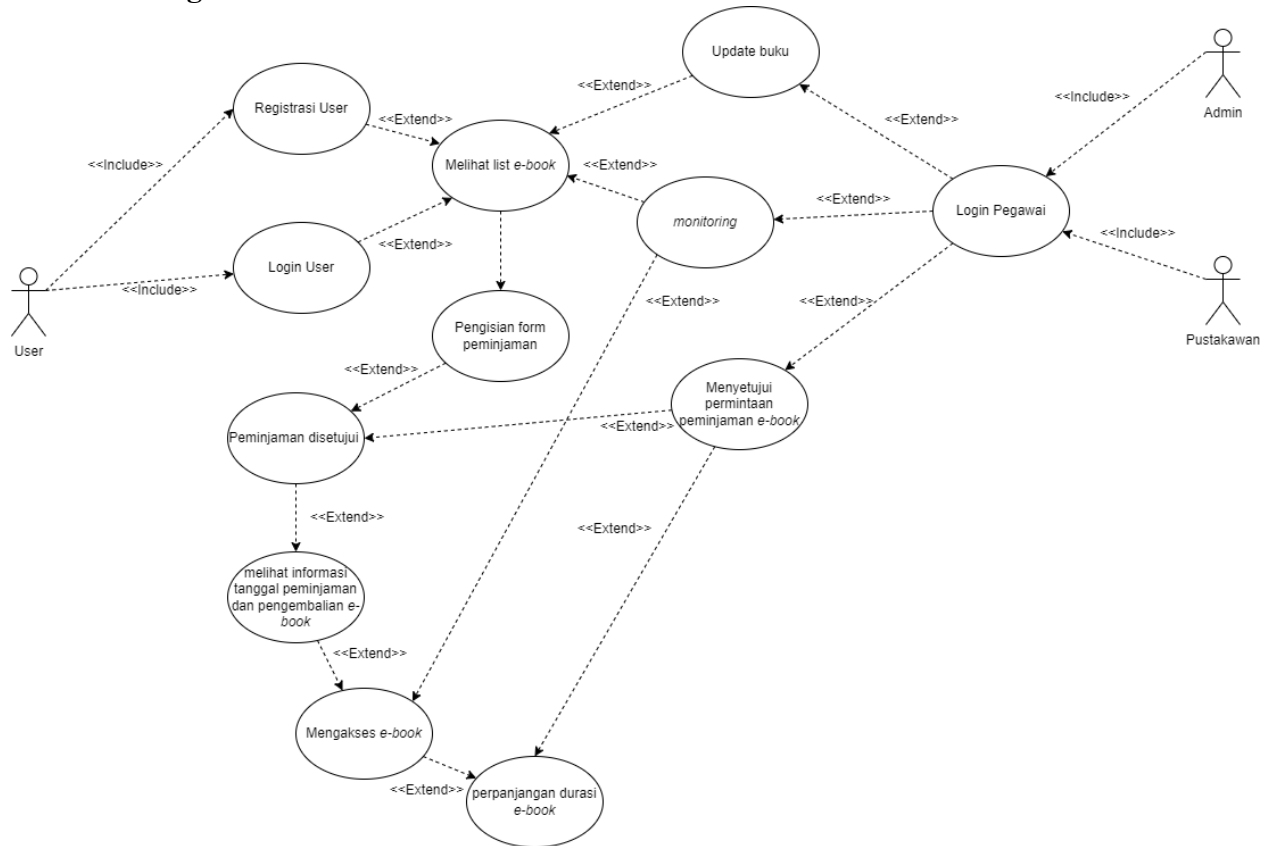 g
Update buku
Admin
<<Extend>>
<<Include>>
Registrasi User
<<Extend>>
<<Extend>>
<<Include>>
Melihat list e-book
<<Extend>>
monitoring
<<Extend>>
Login Pegawai
<<Include>>
<<Extend>>
Login User
<<Include>>
User
<<Extend>>
<<Extend>>
Pustakawan
Pengisian form
peminjaman
<<Extend>>
Menyetujui
permintaan
peminjaman e-book
<<Extend>>
Peminjaman disetujui
<<Extend>>
<<Extend>>
melihat informasi
tanggal peminjaman
dan pengembalian e-
book
<<Extend>>
Mengakses e-book
<<Extend>>
perpanjangan durasi
e-book